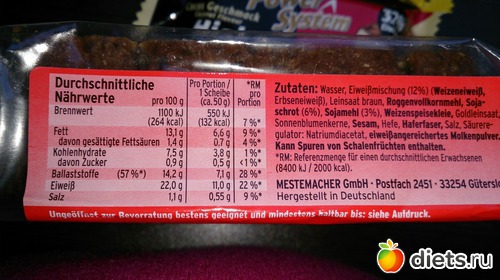 Geschmack
Power
System
Durchschnittliche
Nährwerte
pro 100 g
Pro Portion /
1 Scheibe
(ca. 50 g)
*RM
pro
Portion
Brennwert 1100 kJ 550 kJ
(264 kcal) (132 kcal) 7 %*
Fett 13,1 g 6,6 g 9 %*
davon gesättigte Fettsäuren 1,4 g 0,7 g 4 %*
Kohlenhydrate 7,5 g 3,8 g 1 %*
davon Zucker 0,9 g 0,5 g <1 %*
Ballaststoffe (57 %*) 14,2 g 7,1 g 28 %*
Eiweiß 22,0 g 11,0 g 22 %*
Salz 1,1 g 0,55 g 9 %*
Zutaten: Wasser, Eiweißmischung (12%) (Weizeneiweiß,
Erbseneiweiß), Leinsaat braun, Roggenvollkornmehl, Soja-
schrot (6%), Sojamehl (3%), Weizenspeisekleie, Goldleinsaat,
Sonnenblumenkerne, Sesam, Hefe, Haferfaser, Salz, Säurere-
gulator: Natriumdiacetat, eiweißangereichertes Molkenpulver.
Kann Spuren von Schalenfrüchten enthalten.
*RM: Referenzmenge für einen durchschnittlichen Erwachsenen
(8400 kJ / 2000 kcal).
MESTEMACHER GmbH · Postfach 2451 · 33254 Güterslo
Hergestellt in Deutschland
Ungeöffnet zur Bevorratung bestens geeignet und mindestens haltbar bis: siehe Aufdruck.
diets.ru